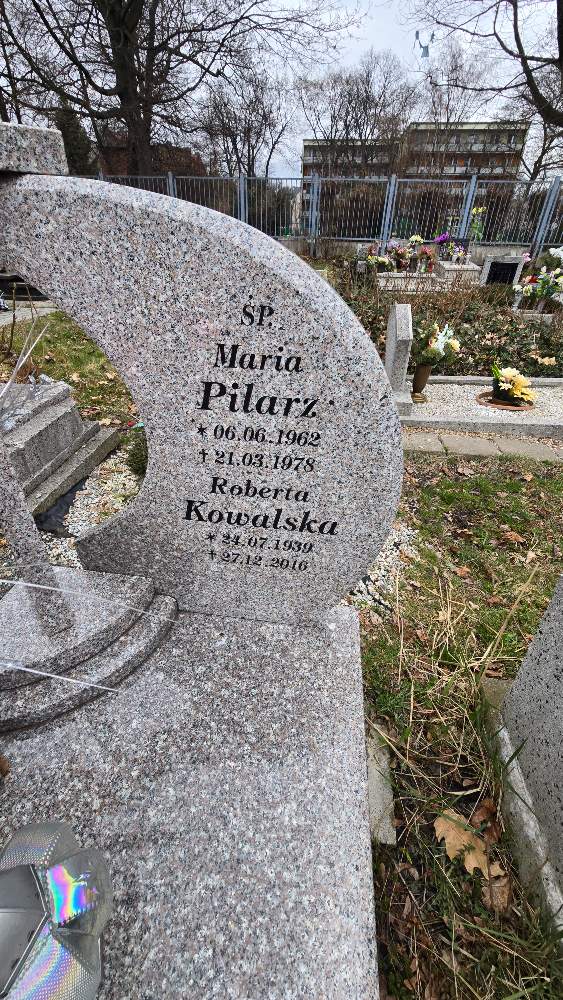 ŚP.
Maria
Pilarz
* 06.06.1962
† 21.03.1978
Roberta
Kowalska
* 24.07.1939
† 27.12.2016